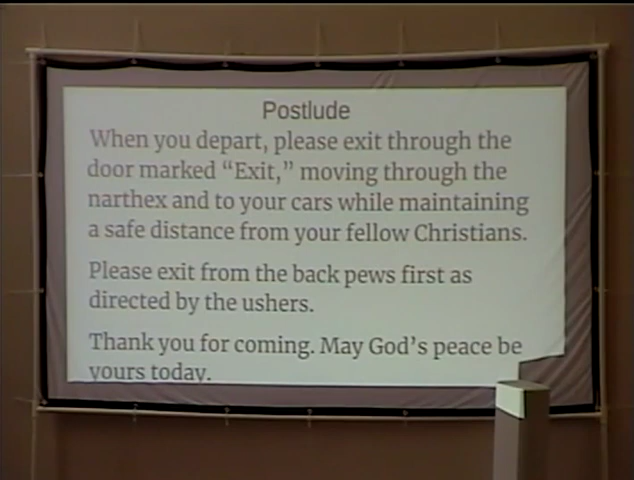 Postlude
When you depart, please exit through the
door marked “Exit,” moving through the
narthex and to your cars while maintaining
a safe distance from your fellow Christians.
Please exit from the back pews first as
directed by the ushers.
Thank you for coming. May God’s peace be
yours today.